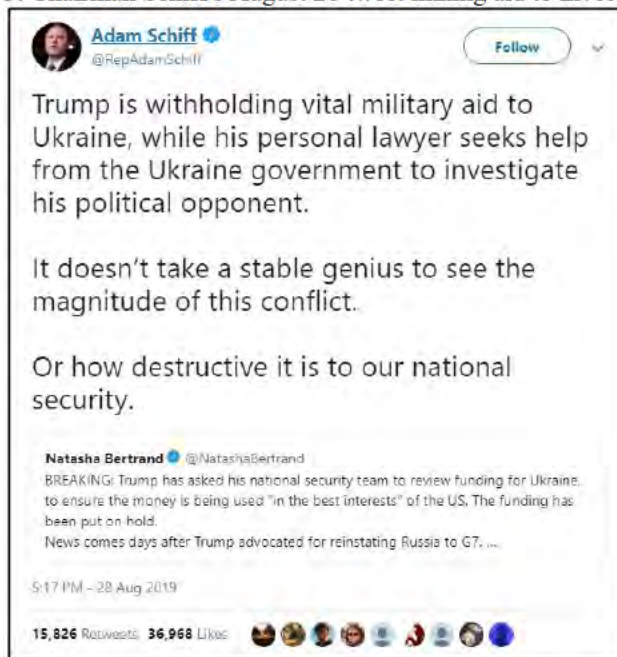 Adam Schiff
@RepAdamSchiff
Follow
Trump is withholding vital military aid to
Ukraine, while his personal lawyer seeks help
from the Ukraine government to investigate
his political opponent.
It doesn't take a stable genius to see the
magnitude of this conflict.
Or how destructive it is to our national
security.
Natasha Bertrand @NatashaBertrand
BREAKING: Trump has asked his national security team to review funding for Ukraine,
to ensure the money is being used "in the best interests" of the US. The funding has
been put on hold.
News comes days after Trump advocated for reinstating Russia to G7. ...
5:17 PM - 28 Aug 2019
15,826 Retweets 36,968 Likes